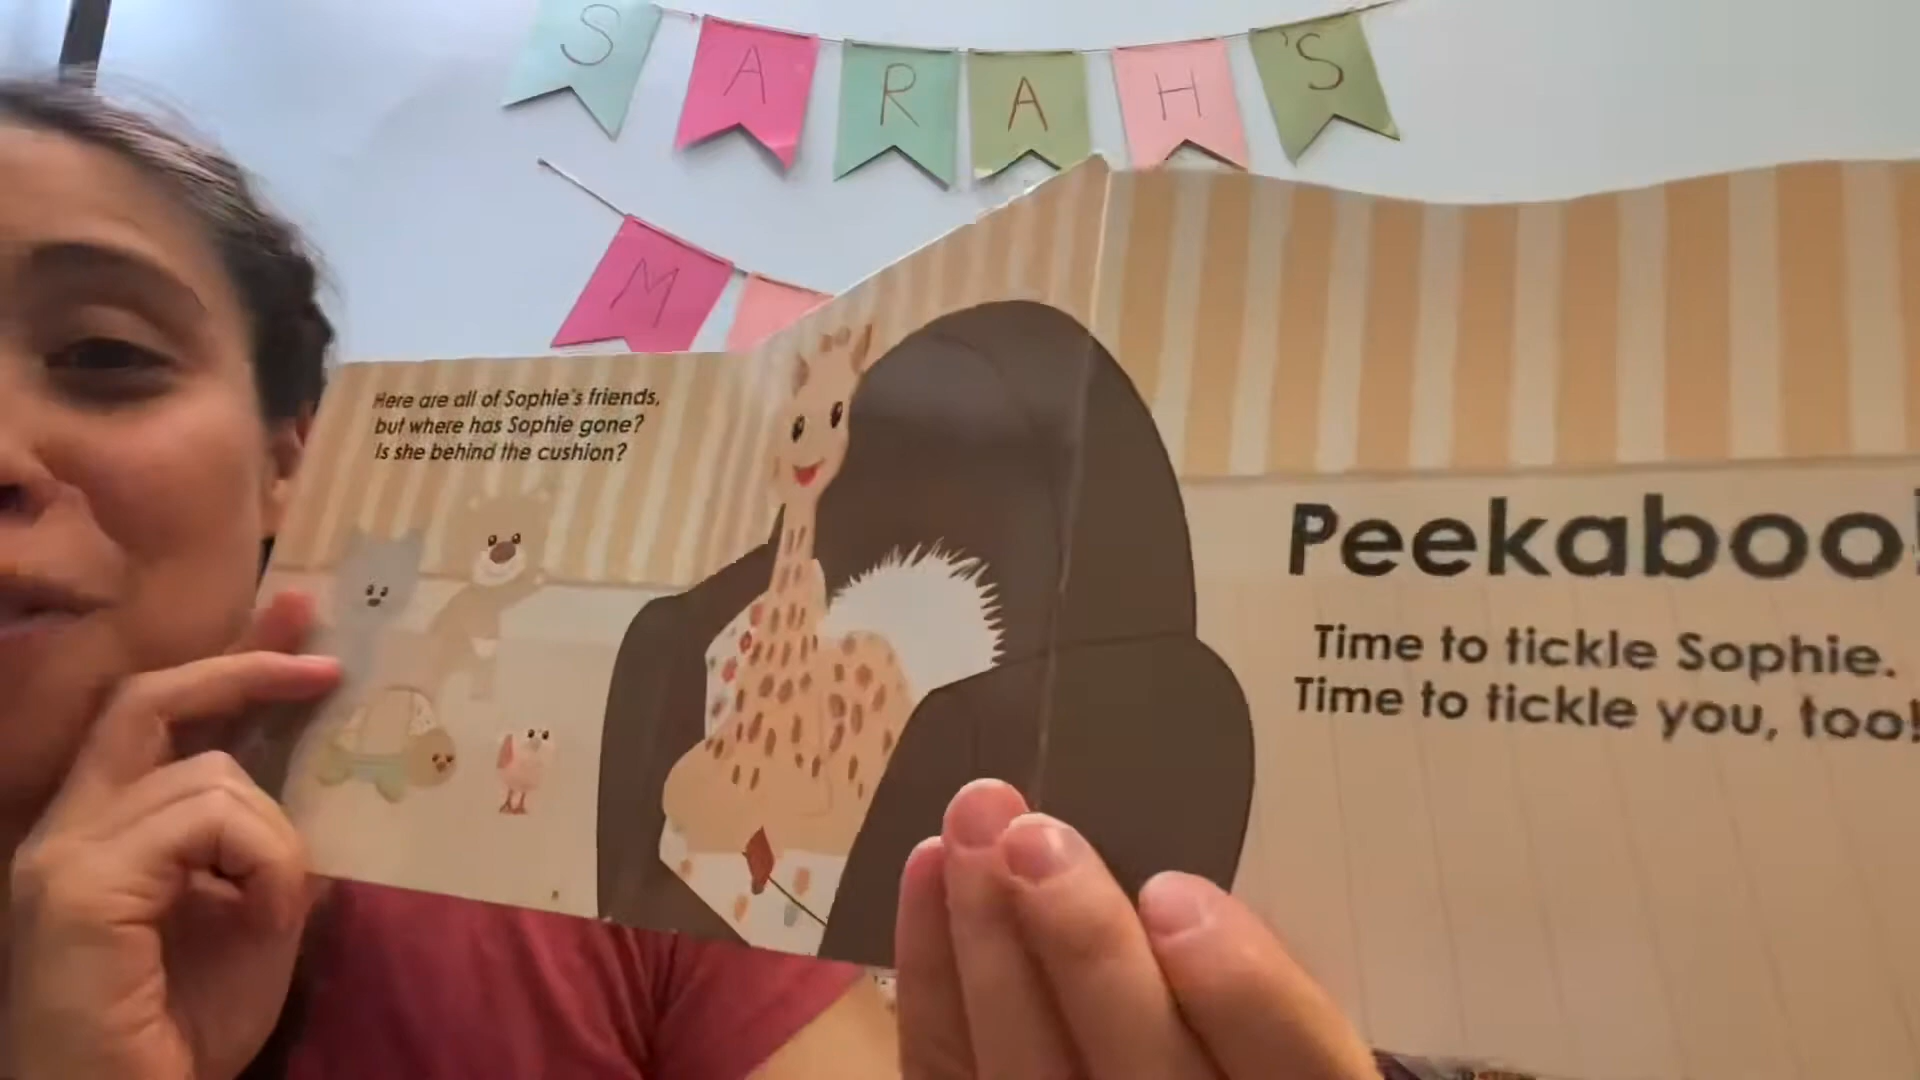 SARAH'S
M
Here are all of Sophie's friends,
but where has Sophie gone?
Is she behind the cushion?
Peekaboo!
Time to tickle Sophie.
Time to tickle you, too!